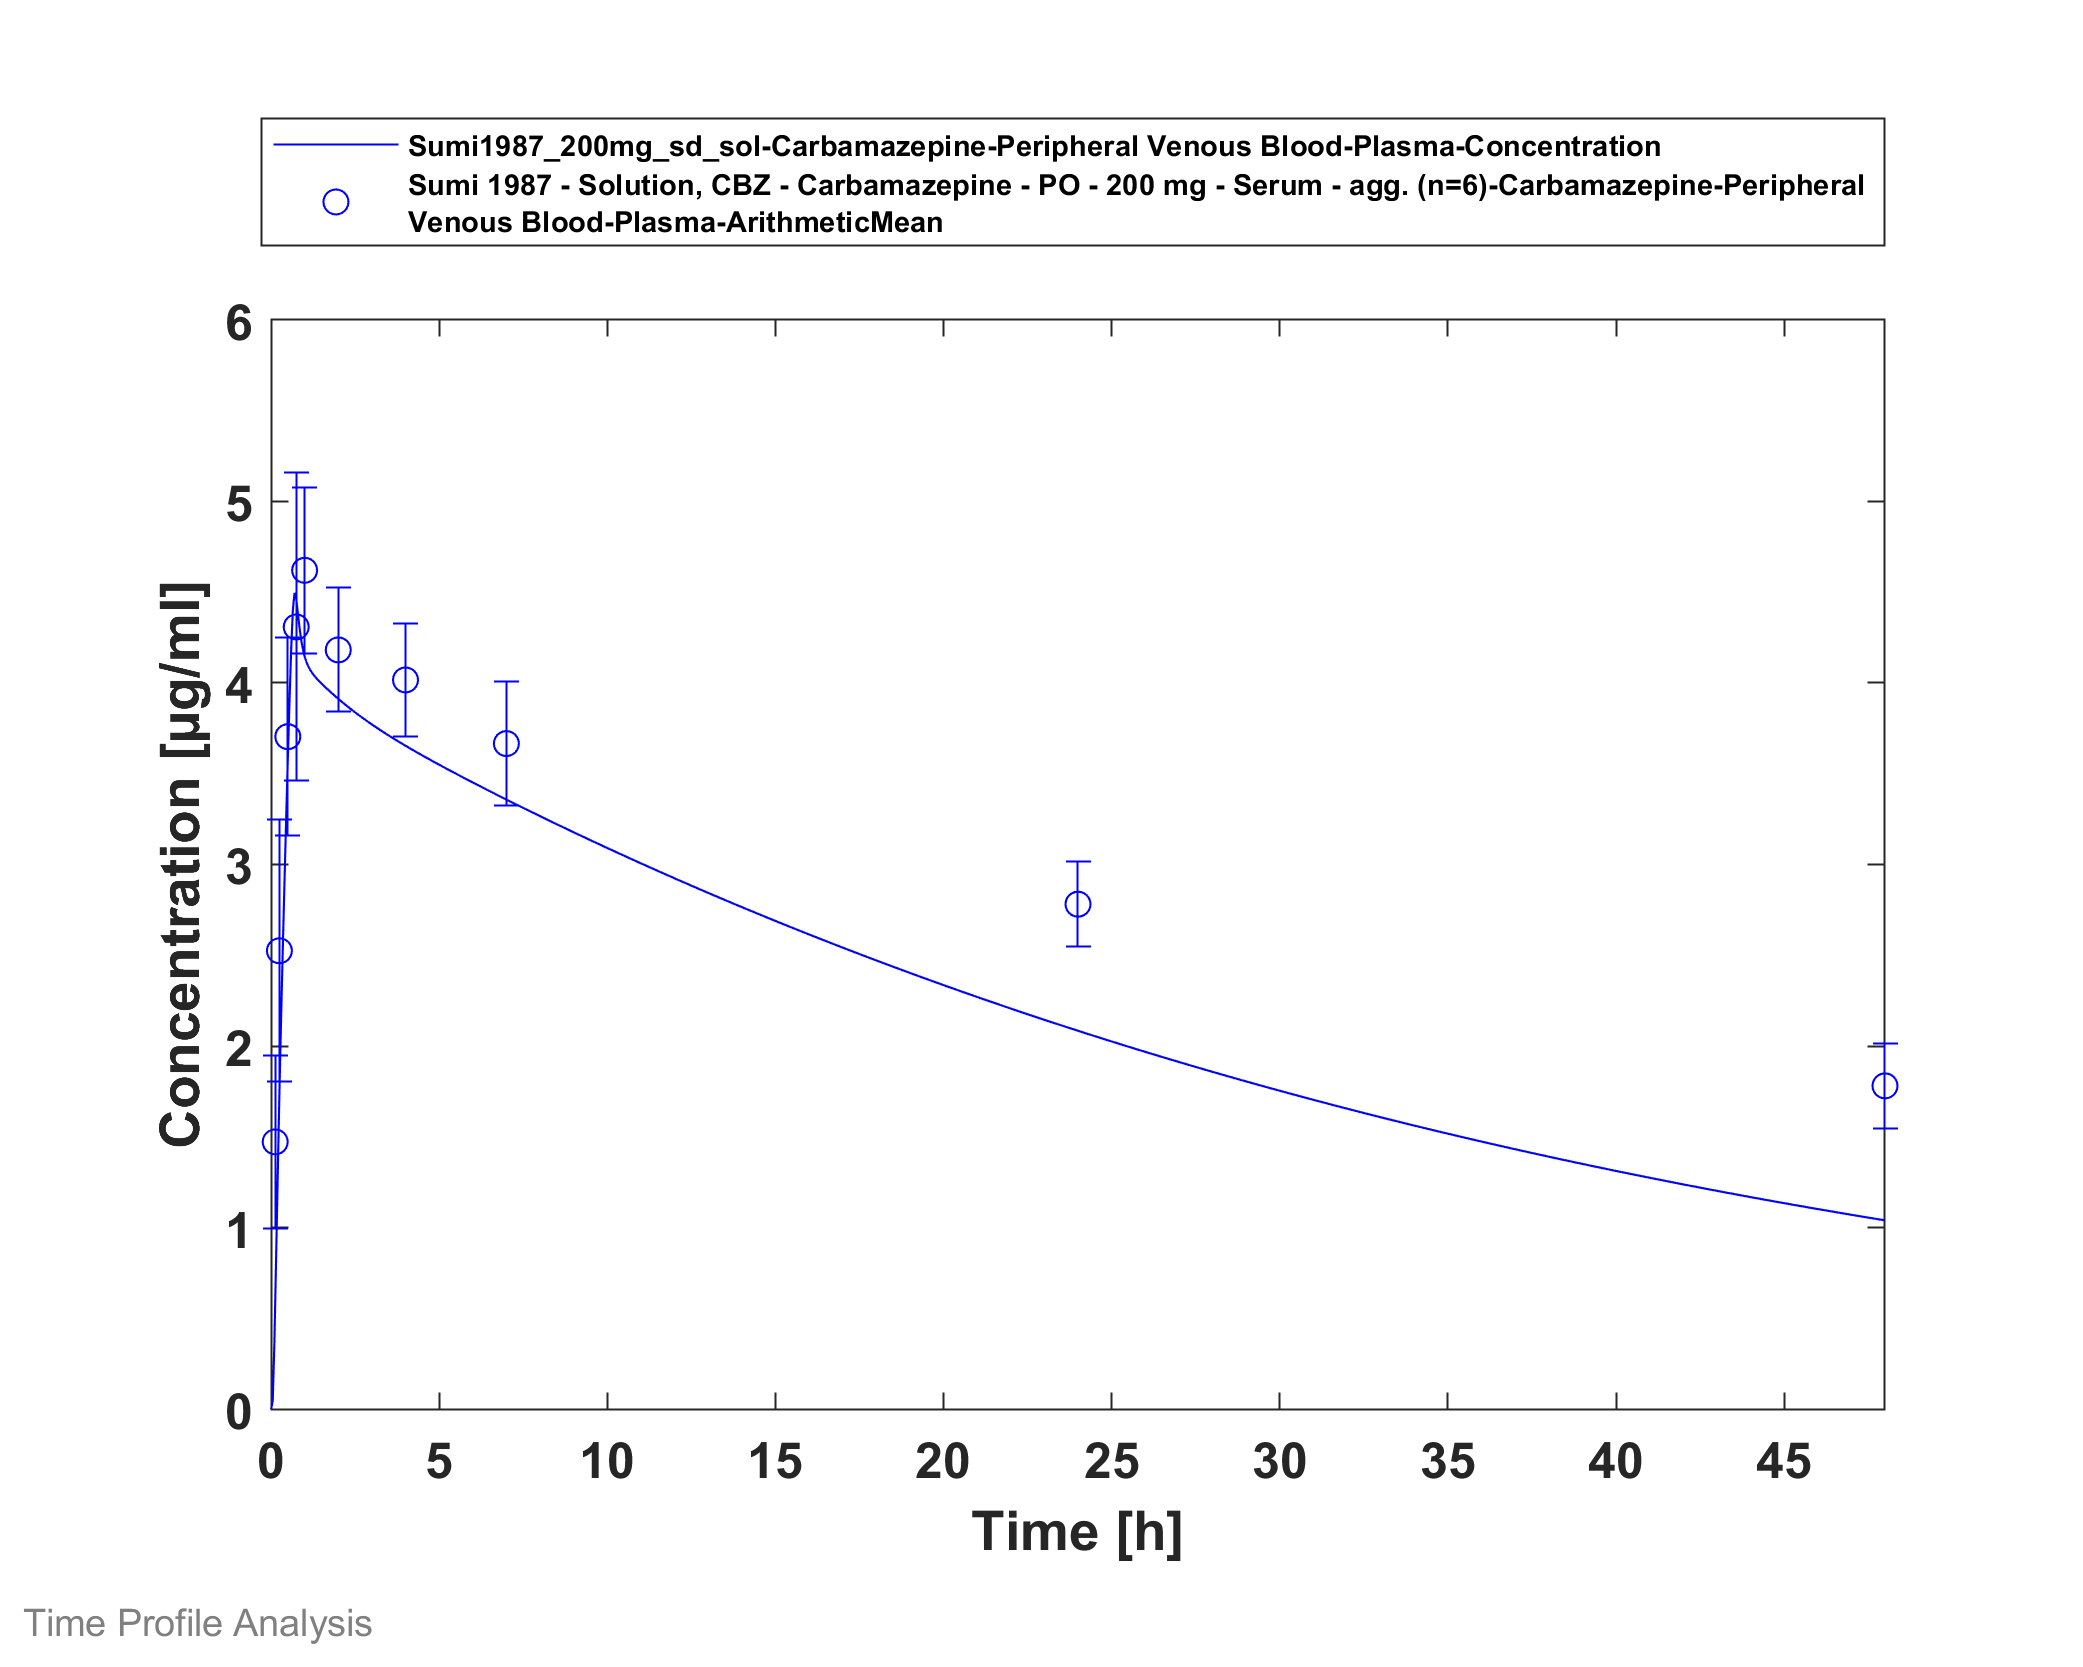 Sumi1987_200mg_sd_sol-Carbamazepine-Peripheral Venous Blood-Plasma-Concentration
Sumi 1987 - Solution, CBZ - Carbamazepine - PO - 200 mg - Serum - agg. (n=6)-Carbamazepine-Peripheral
Venous Blood-Plasma-ArithmeticMean
6
5
4
3
2
1
0
Concentration [µg/ml]
0 5 10 15 20 25 30 35 40 45
Time [h]
Time Profile Analysis